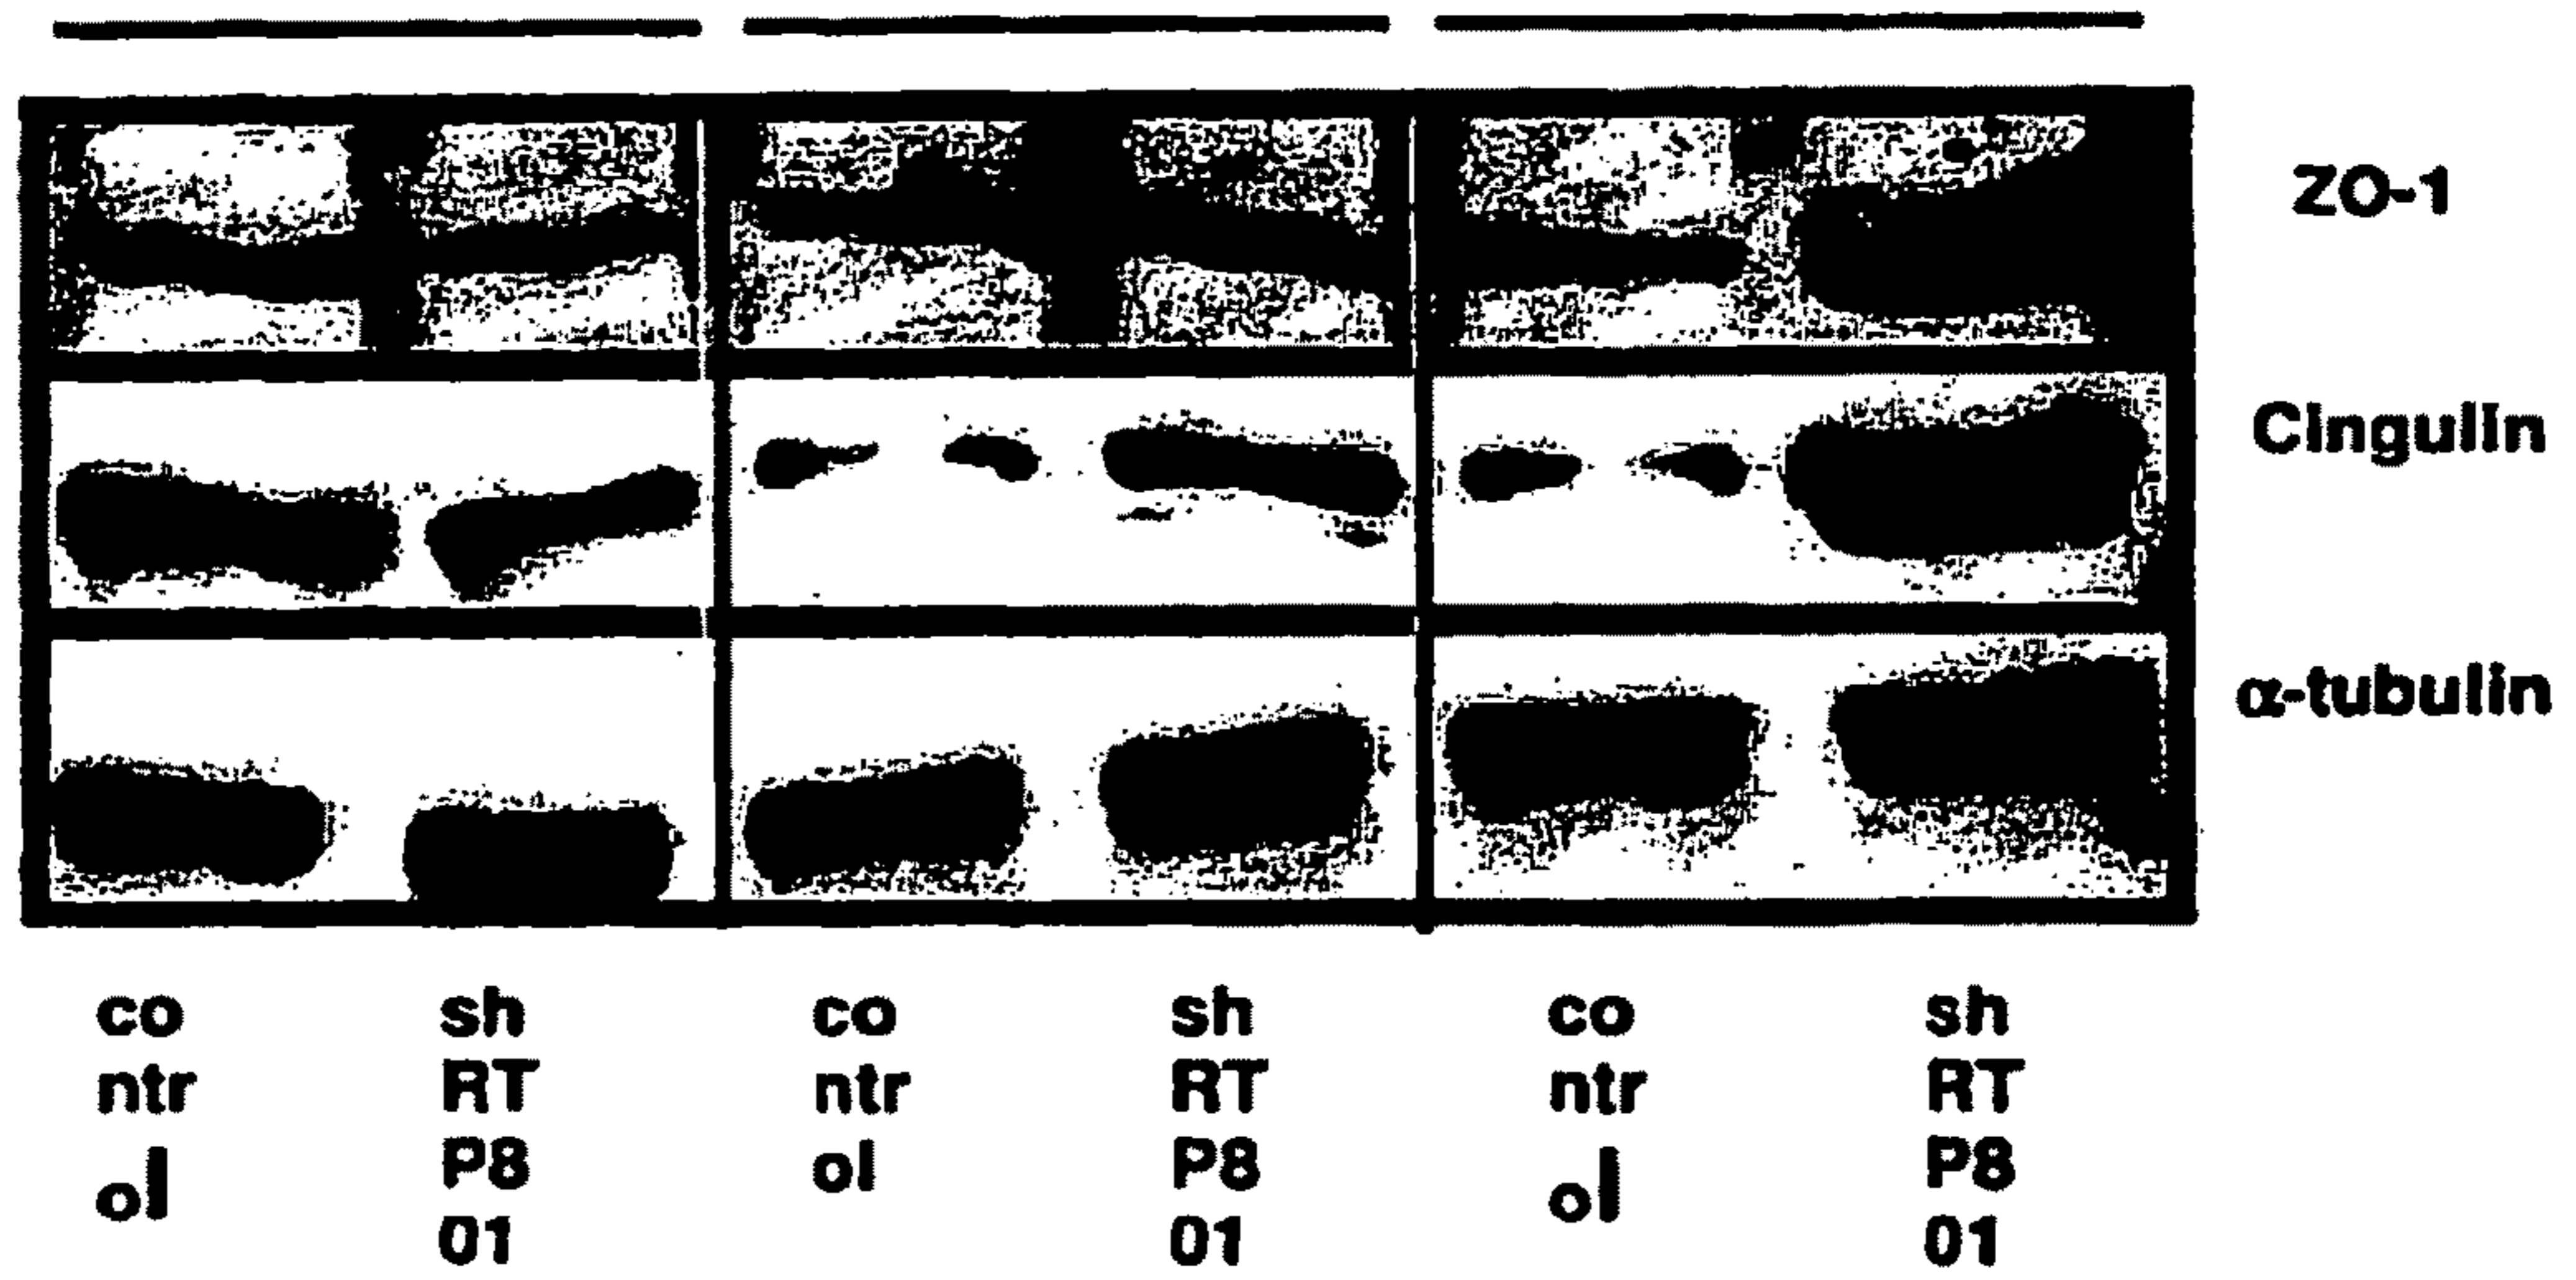 ZO-1
Cingulin
α-tubulin
co sh co sh co sh
ntr RT ntr RT ntr RT
ol P8 ol P8 ol P8
01 01 01